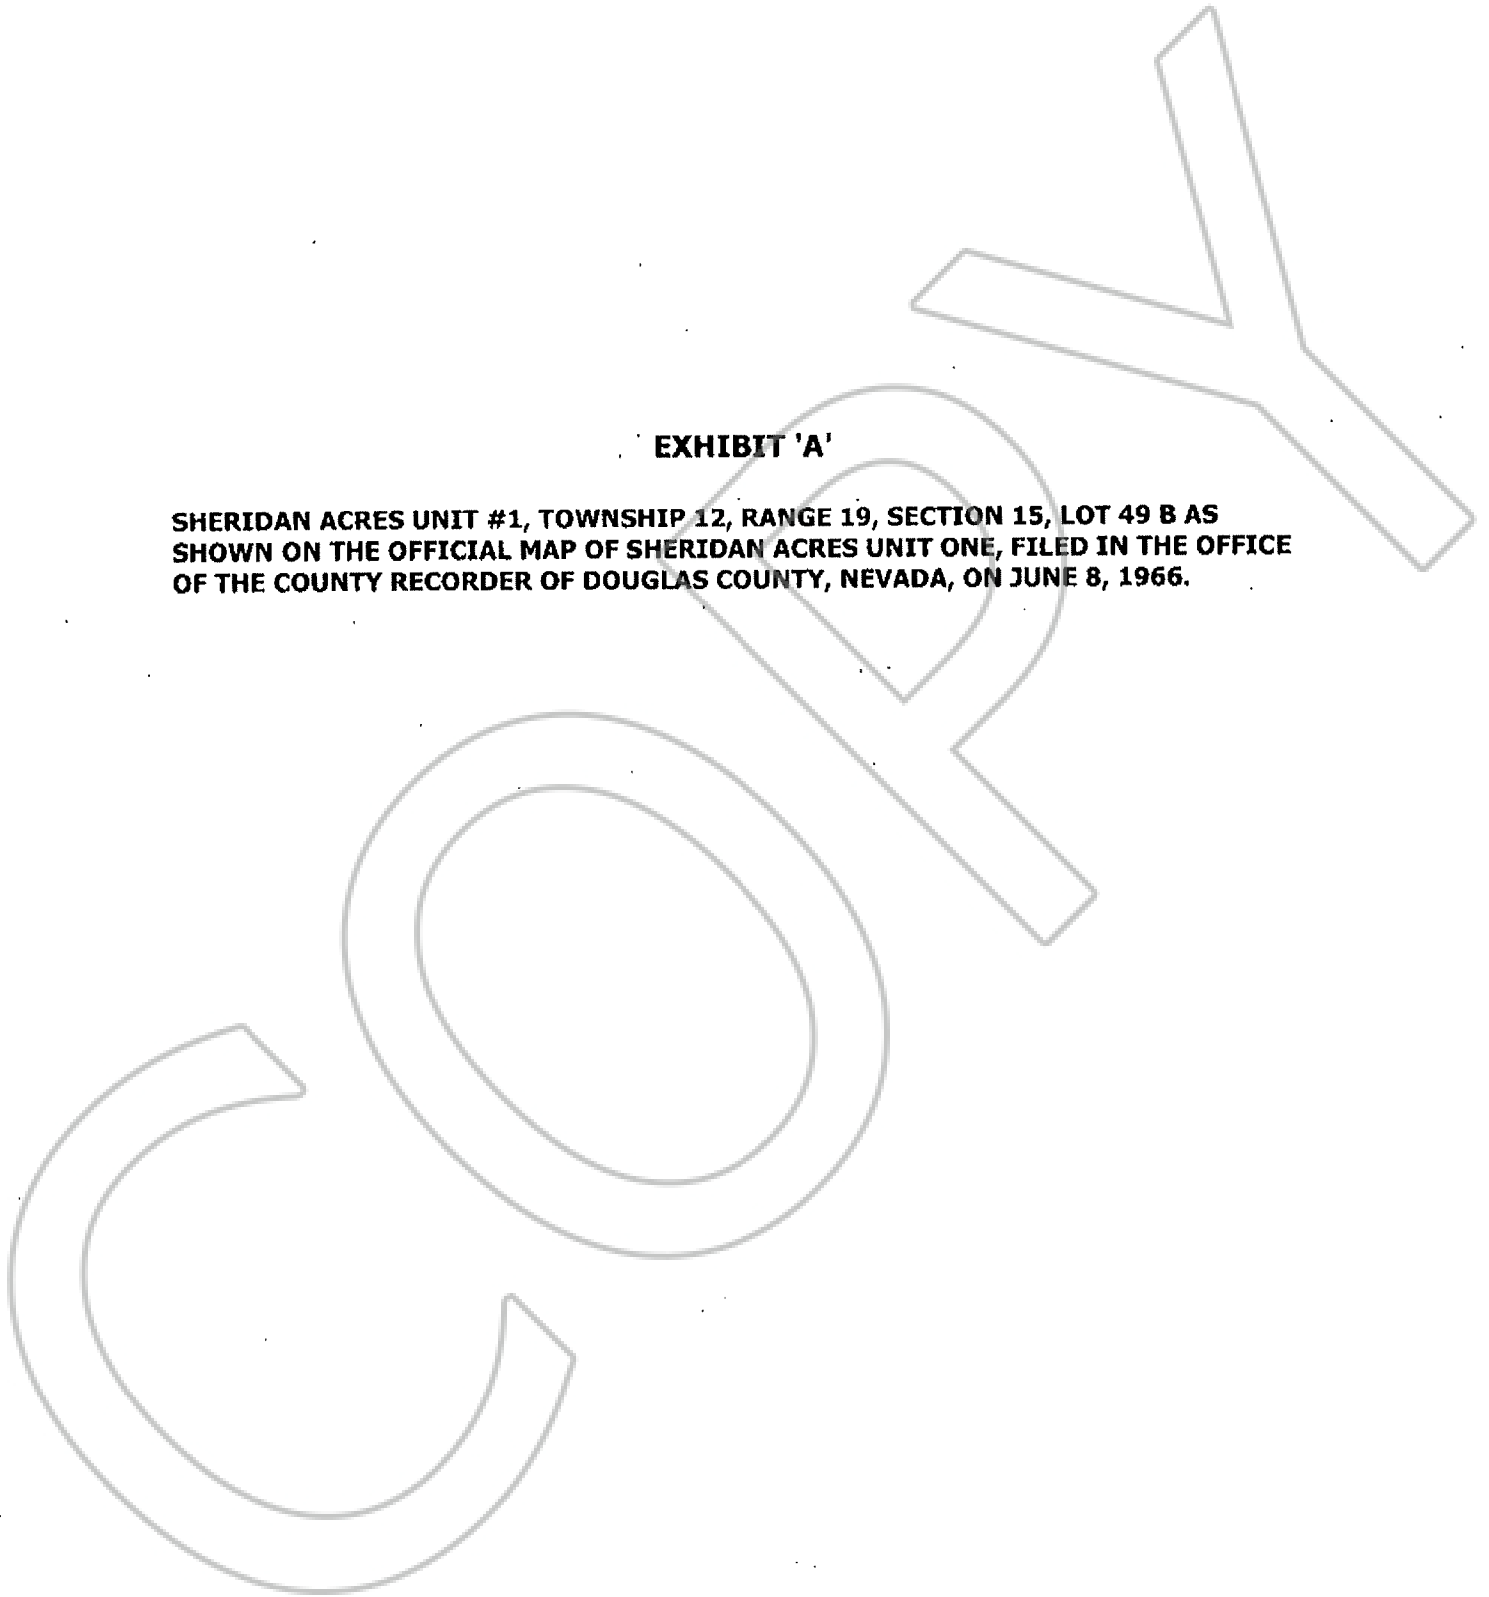 EXHIBIT 'A'
SHERIDAN ACRES UNIT #1, TOWNSHIP 12, RANGE 19, SECTION 15, LOT 49 B AS
SHOWN ON THE OFFICIAL MAP OF SHERIDAN ACRES UNIT ONE, FILED IN THE OFFICE
OF THE COUNTY RECORDER OF DOUGLAS COUNTY, NEVADA, ON JUNE 8, 1966.
COPY